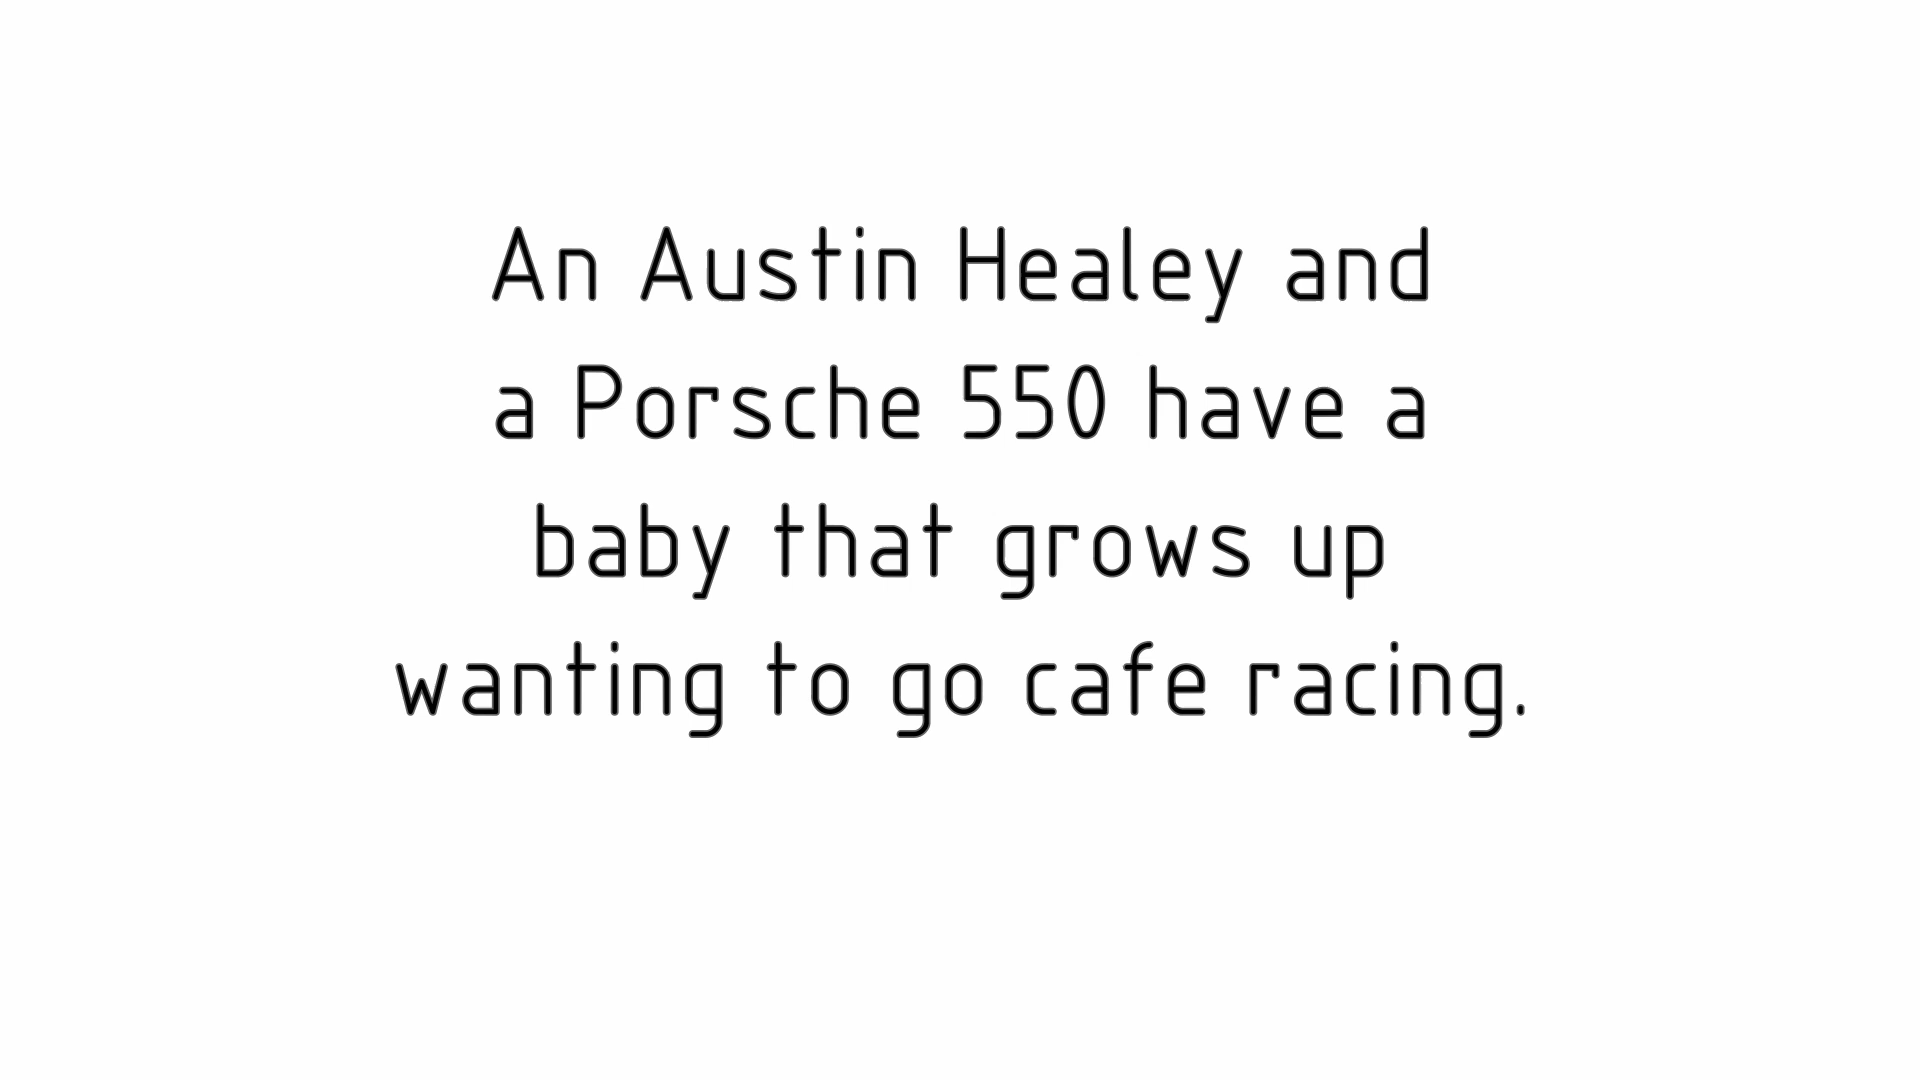 An Austin Healey and
a Porsche 550 have a
baby that grows up
wanting to go cafe racing.